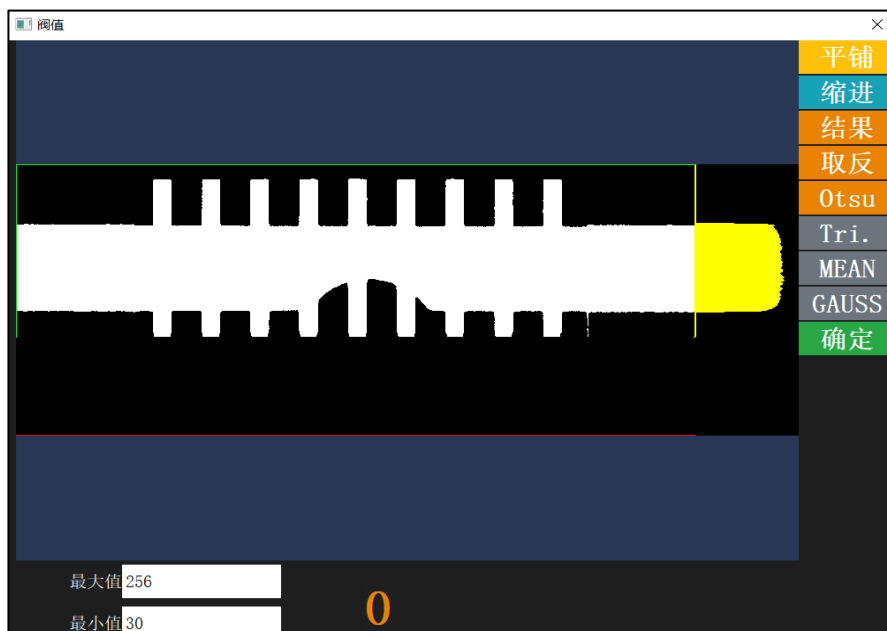 阀值
平铺
缩进
结果
取反
Otsu
Tri.
MEAN
GAUSS
确定
最大值 256
最小值 30
0